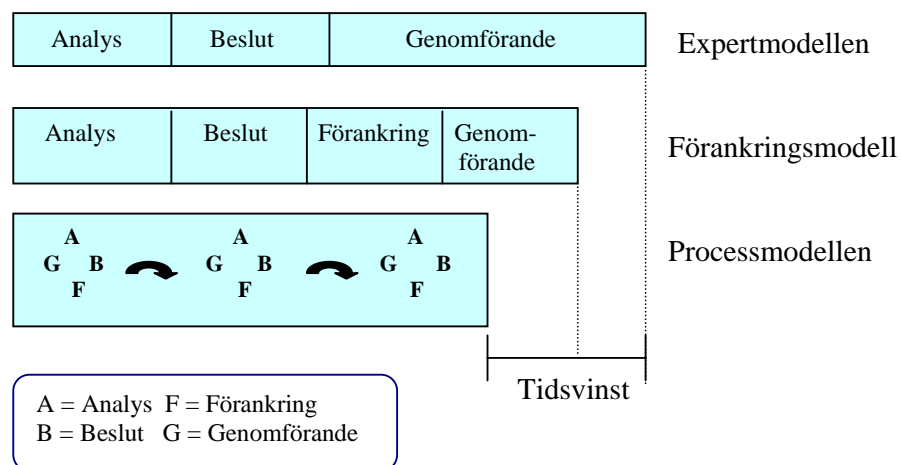 Analys Beslut Genomförande Expertmodellen
Analys Beslut Förankring Genom-
förande
Förankringsmodell
A A A
G B G B G B
F F F
Processmodellen
Tidsvinst
A = Analys F = Förankring
B = Beslut G = Genomförande